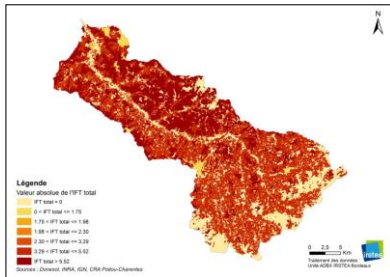 N
Légende
Valeur absolue de l'IFT total
IFT total = 0
0 < IFT total <= 1.75
1.75 < IFT total <= 1.98
1.98 < IFT total <= 2.30
2.30 < IFT total <= 3.29
3.29 < IFT total <= 5.52
IFT total > 5.52
Sources : Donesol, INRA, IGN, CRA Poitou-Charentes
0 2,5 5
Km
Traitement des données
Unité ADBX IRSTEA Bordeaux
irstea